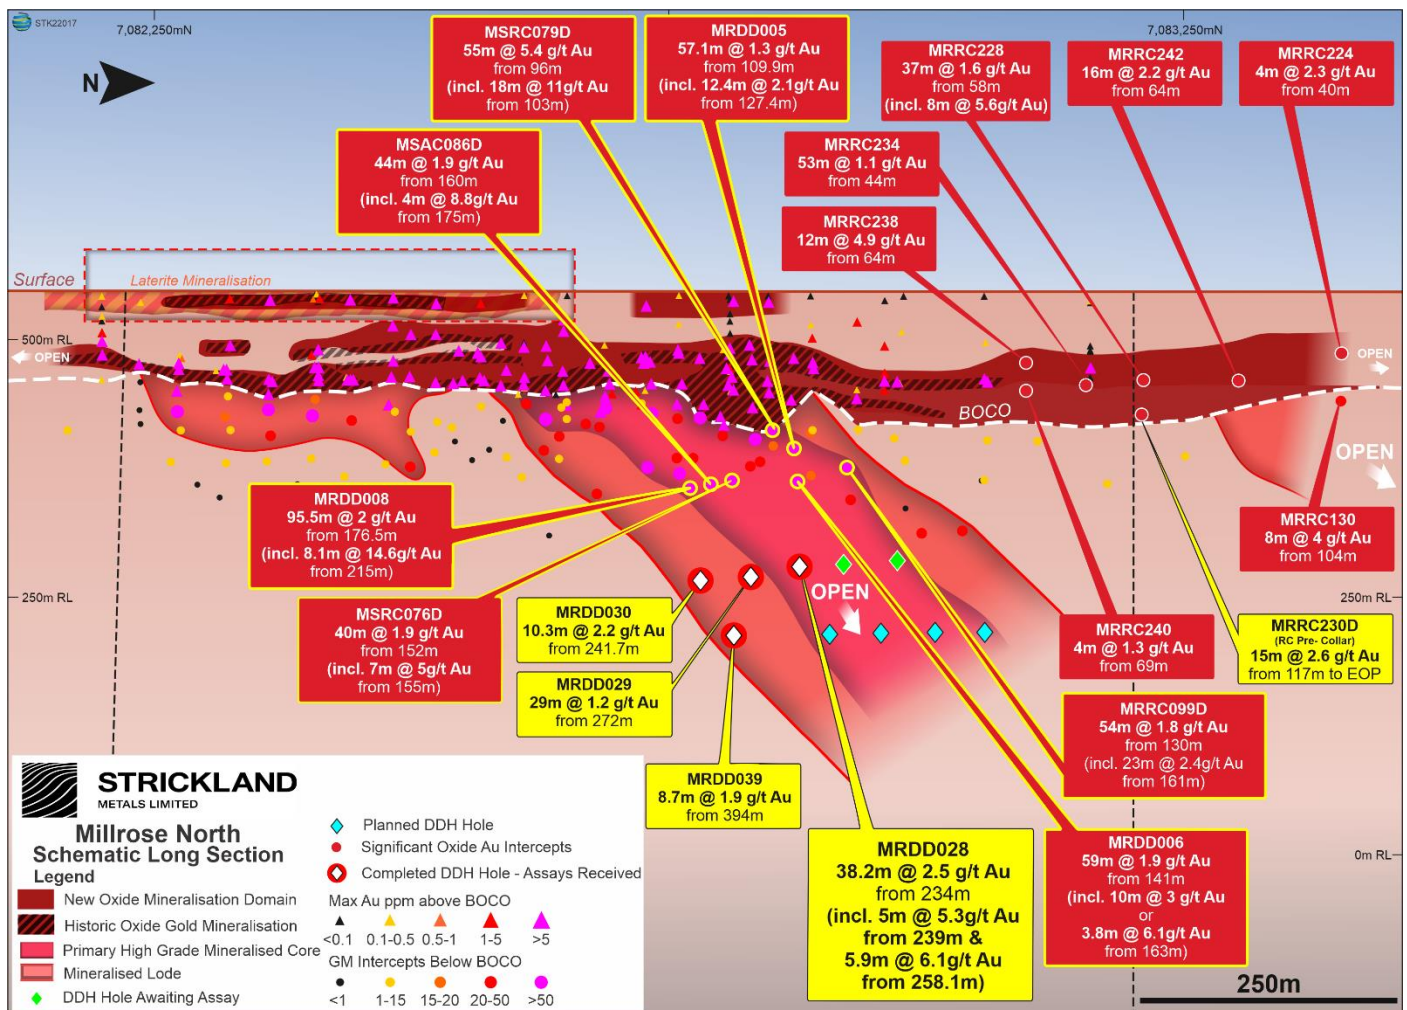 STK22017
7,082,250mN
7,083,250mN
N
MSRC079D
55m @ 5.4 g/t Au
from 96m
(incl. 18m @ 11g/t Au
from 103m)
MRDD005
57.1m @ 1.3 g/t Au
from 109.9m
(incl. 12.4m @ 2.1g/t Au
from 127.4m)
MRRC228
37m @ 1.6 g/t Au
from 58m
(incl. 8m @ 5.6g/t Au)
MRRC242
16m @ 2.2 g/t Au
from 64m
MRRC224
4m @ 2.3 g/t Au
from 40m
MSAC086D
44m @ 1.9 g/t Au
from 160m
(incl. 4m @ 8.8g/t Au
from 175m)
MRRC234
53m @ 1.1 g/t Au
from 44m
MRRC238
12m @ 4.9 g/t Au
from 64m
Surface
Laterite Mineralisation
500m RL
OPEN
OPEN
BOCO
OPEN
MRDD008
95.5m @ 2 g/t Au
from 176.5m
(incl. 8.1m @ 14.6g/t Au
from 215m)
MRRC130
8m @ 4 g/t Au
from 104m
250m RL
OPEN
250m RL
MSRC076D
40m @ 1.9 g/t Au
from 152m
(incl. 7m @ 5g/t Au
from 155m)
MRDD030
10.3m @ 2.2 g/t Au
from 241.7m
MRDD029
29m @ 1.2 g/t Au
from 272m
MRRC240
4m @ 1.3 g/t Au
from 69m
MRRC230D
(RC Pre- Collar)
15m @ 2.6 g/t Au
from 117m to EOP
MRRC099D
54m @ 1.8 g/t Au
from 130m
(incl. 23m @ 2.4g/t Au
from 161m)
MRDD039
8.7m @ 1.9 g/t Au
from 394m
MRDD028
38.2m @ 2.5 g/t Au
from 234m
(incl. 5m @ 5.3g/t Au
from 239m &
5.9m @ 6.1g/t Au
from 258.1m)
MRDD006
59m @ 1.9 g/t Au
from 141m
(incl. 10m @ 3 g/t Au
or
3.8m @ 6.1g/t Au
from 163m)
0m RL
250m
STRICKLAND
METALS LIMITED
Millrose North
Schematic Long Section
Legend
New Oxide Mineralisation Domain
Historic Oxide Gold Mineralisation
Primary High Grade Mineralised Core
Mineralised Lode
DDH Hole Awaiting Assay
Planned DDH Hole
Significant Oxide Au Intercepts
Completed DDH Hole - Assays Received
Max Au ppm above BOCO
<0.1 0.1-0.5 0.5-1 1-5 >5
GM Intercepts Below BOCO
<1 1-15 15-20 20-50 >50